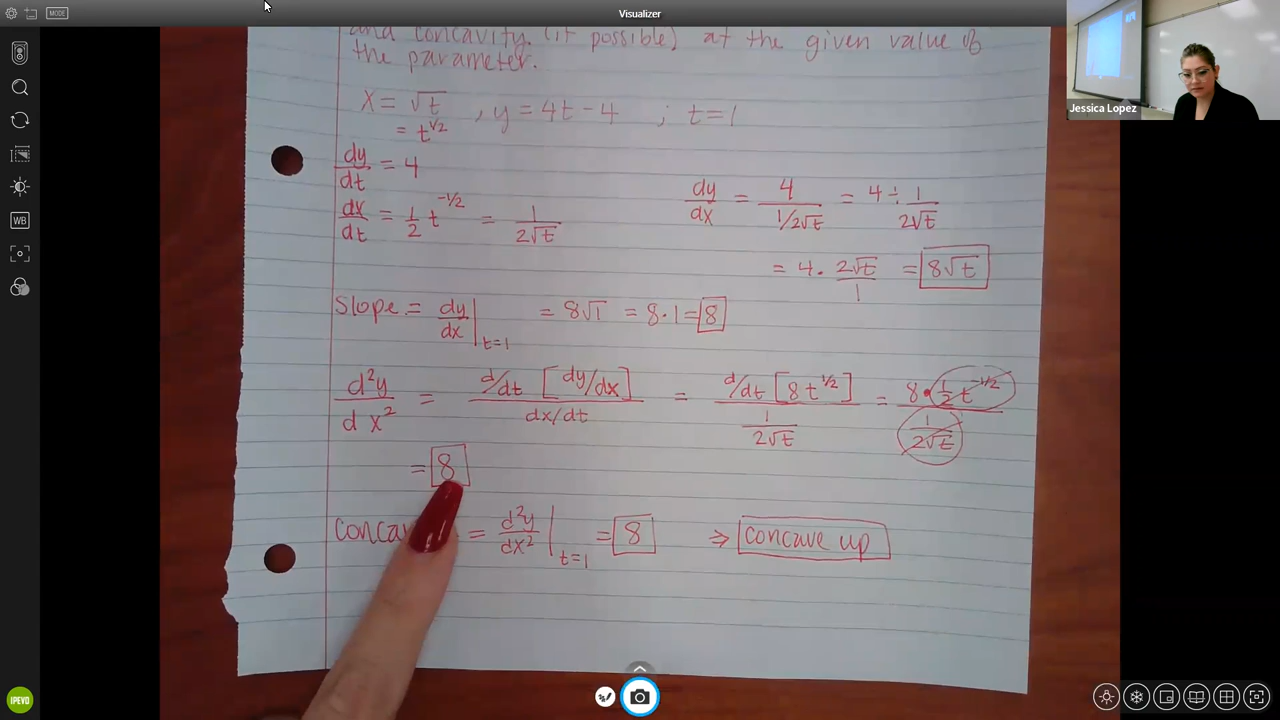 MODE
Visualizer
Jessica Lopez
WB
IPEVO
and concavity (if possible) at the given value of
the parameter.
x = √t , y = 4t - 4 ; t = 1
= t^1/2
dy/dt = 4
dx/dt = 1/2 t^-1/2 = 1/(2√t)
dy/dx = 4/(1/2√t) = 4 ÷ 1/(2√t)
= 4 · 2√t/1 = 8√t
Slope = dy/dx |t=1 = 8√1 = 8·1 = 8
d²y/dx² = d/dt [dy/dx] / dx/dt = d/dt [8t^1/2] / 1/(2√t) = 8 · 1/2 t^-1/2 / 1/(2√t)
= 8
= d²y/dx² |t=1 = 8 ⇒ concave up